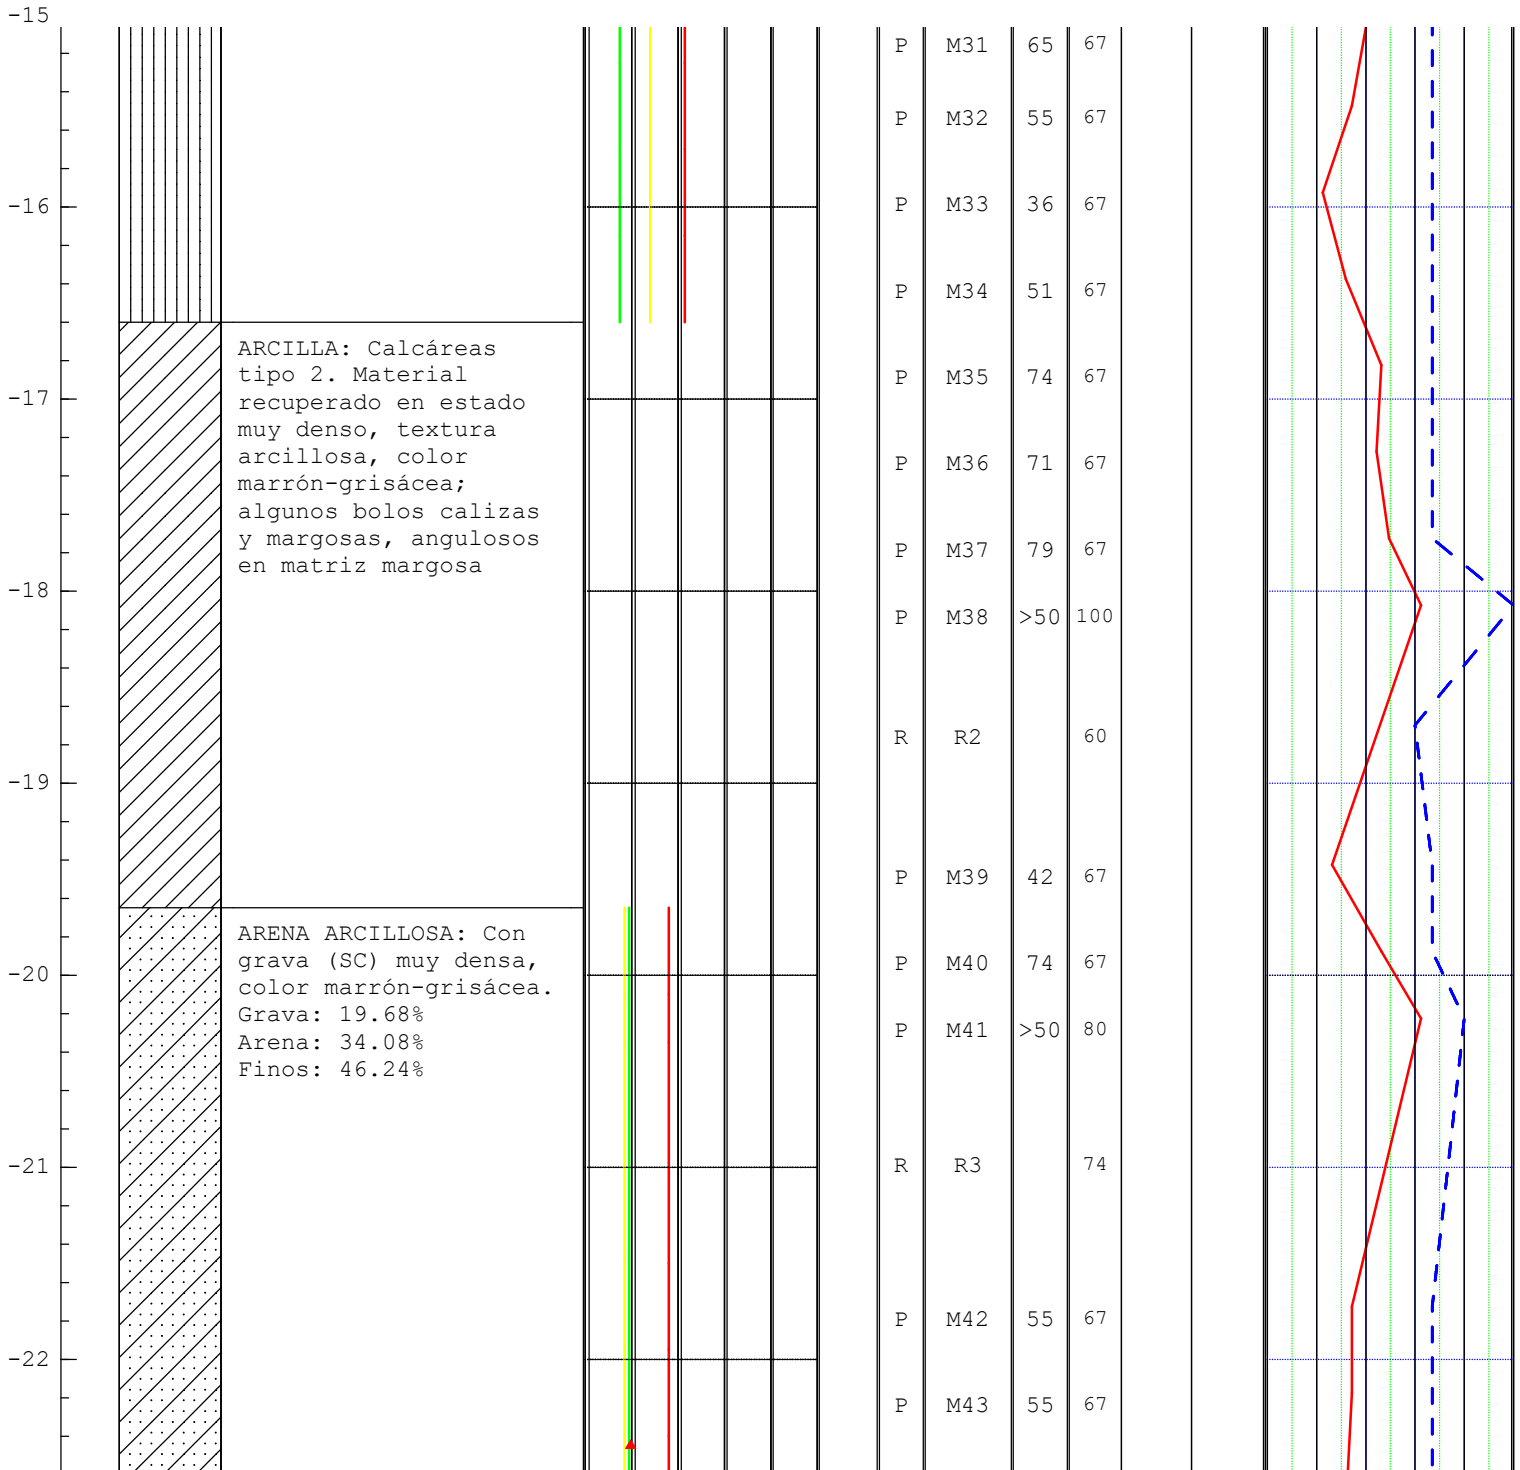 -15
P M31 65 67
P M32 55 67
-16
P M33 36 67
P M34 51 67
ARCILLA: Calcáreas
tipo 2. Material
recuperado en estado
muy denso, textura
arcillosa, color
marrón-grisácea;
algunos bolos calizas
y margosas, angulosos
en matriz margosa
P M35 74 67
-17
P M36 71 67
P M37 79 67
-18
P M38 >50 100
R R2 60
-19
P M39 42 67
ARENA ARCILLOSA: Con
grava (SC) muy densa,
color marrón-grisácea.
Grava: 19.68%
Arena: 34.08%
Finos: 46.24%
P M40 74 67
-20
P M41 >50 80
-21
R R3 74
P M42 55 67
-22
P M43 55 67